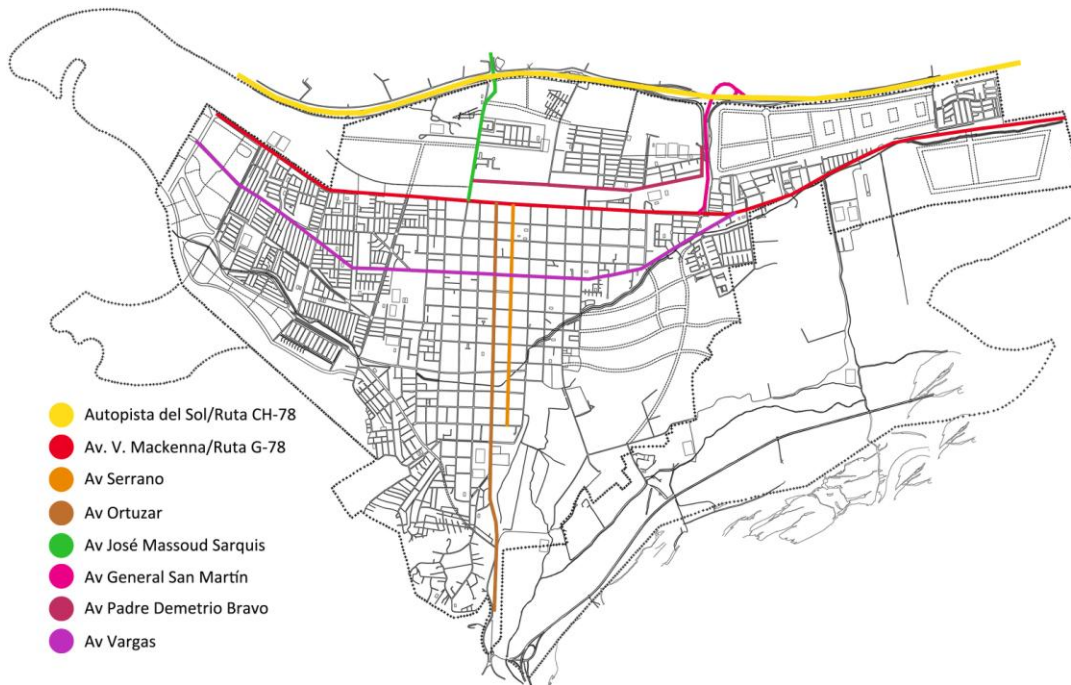 Autopista del Sol/Ruta CH-78
Av. V. Mackenna/Ruta G-78
Av Serrano
Av Ortuzar
Av José Massoud Sarquis
Av General San Martín
Av Padre Demetrio Bravo
Av Vargas